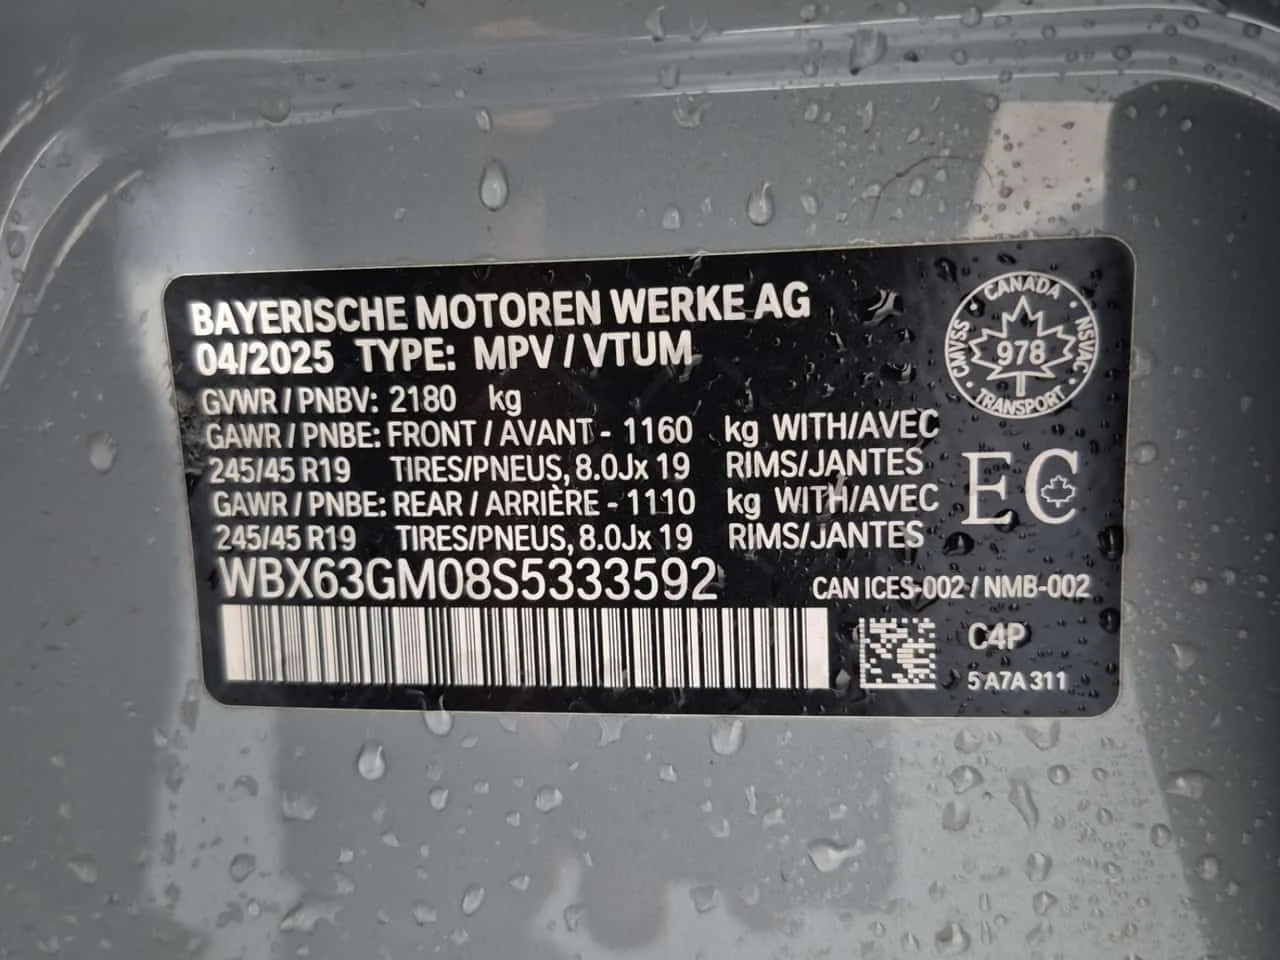 BAYERISCHE MOTOREN WERKE AG
04/2025 TYPE: MPV / VTUM
GVWR / PNBV: 2180 kg
GAWR / PNBE: FRONT / AVANT - 1160 kg WITH/AVEC
245/45 R19 TIRES/PNEUS, 8.0Jx 19 RIMS/JANTES
GAWR / PNBE: REAR / ARRIÈRE - 1110 kg WITH/AVEC
245/45 R19 TIRES/PNEUS, 8.0Jx 19 RIMS/JANTES
WBX63GM08S5333592
CANADA
CMVSS
978
NSVAC
TRANSPORT
EC
CAN ICES-002 / NMB-002
C4P
5 A7A 311